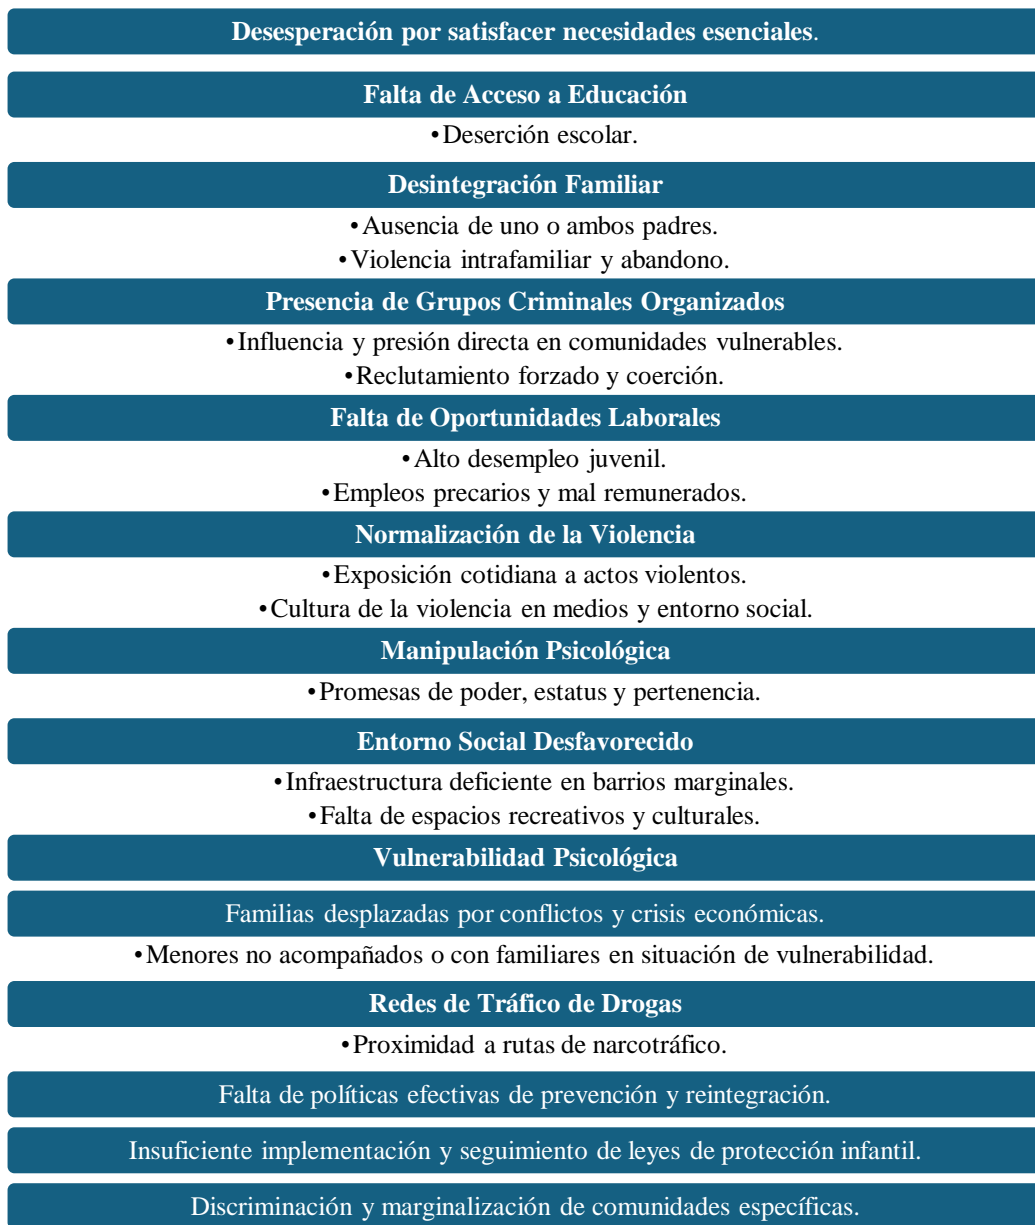 Desesperación por satisfacer necesidades esenciales.
Falta de Acceso a Educación
•Deserción escolar.
Desintegración Familiar
•Ausencia de uno o ambos padres.
•Violencia intrafamiliar y abandono.
Presencia de Grupos Criminales Organizados
•Influencia y presión directa en comunidades vulnerables.
•Reclutamiento forzado y coerción.
Falta de Oportunidades Laborales
•Alto desempleo juvenil.
•Empleos precarios y mal remunerados.
Normalización de la Violencia
•Exposición cotidiana a actos violentos.
•Cultura de la violencia en medios y entorno social.
Manipulación Psicológica
•Promesas de poder, estatus y pertenencia.
Entorno Social Desfavorecido
•Infraestructura deficiente en barrios marginales.
•Falta de espacios recreativos y culturales.
Vulnerabilidad Psicológica
Familias desplazadas por conflictos y crisis económicas.
•Menores no acompañados o con familiares en situación de vulnerabilidad.
Redes de Tráfico de Drogas
•Proximidad a rutas de narcotráfico.
Falta de políticas efectivas de prevención y reintegración.
Insuficiente implementación y seguimiento de leyes de protección infantil.
Discriminación y marginalización de comunidades específicas.